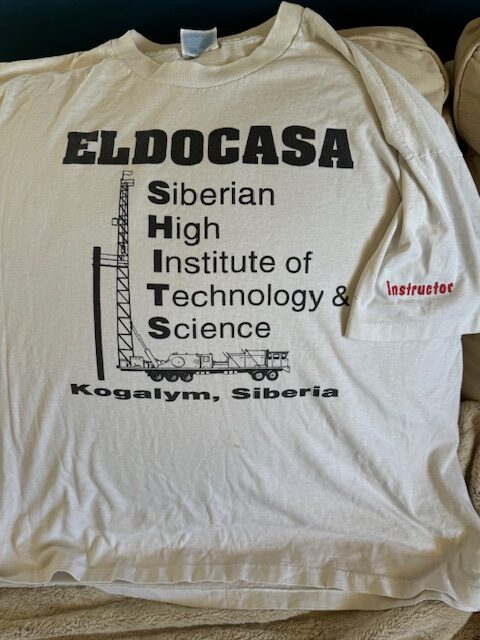 ELDOCASA
Siberian
High
Institute of
Technology &
Science
Kogalym, Siberia
Instructor